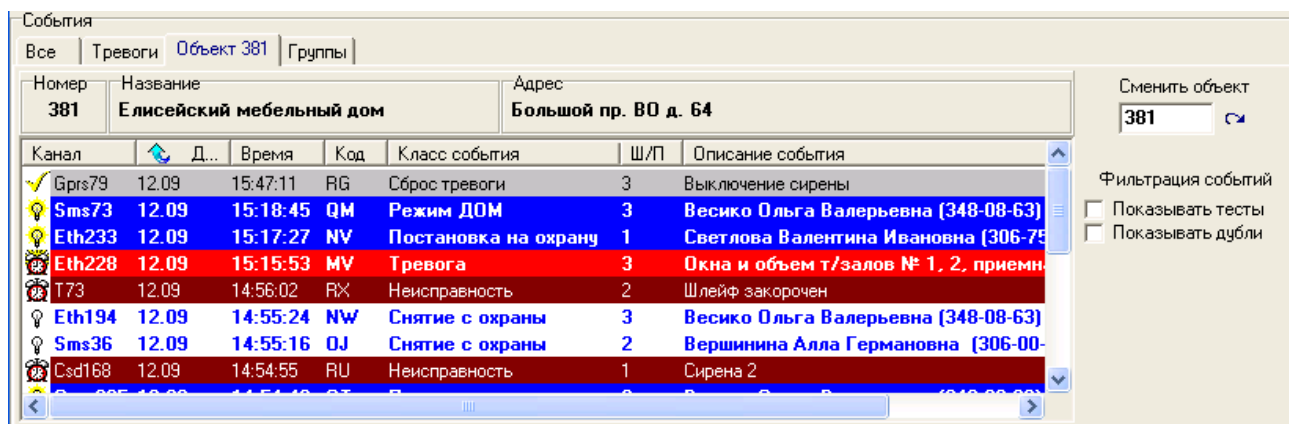 События
Все Тревоги Объект 381 Группы
Номер Название Адрес Сменить объект
381 Елисейский мебельный дом Большой пр. ВО д. 64 381
Канал Д... Время Код Класс события Ш/П Описание события
Gprs79 12.09 15:47:11 RG Сброс тревоги 3 Выключение сирены Фильтрация событий
Sms73 12.09 15:18:45 QM Режим ДОМ 3 Весико Ольга Валерьевна (348-08-63) Показывать тесты
Eth233 12.09 15:17:27 NV Постановка на охрану 1 Светлова Валентина Ивановна (306-75 Показывать дубли
Eth228 12.09 15:15:53 MV Тревога 3 Окна и объем т/залов № 1, 2, приемн
T73 12.09 14:56:02 RX Неисправность 2 Шлейф закорочен
Eth194 12.09 14:55:24 NW Снятие с охраны 3 Весико Ольга Валерьевна (348-08-63)
Sms36 12.09 14:55:16 OJ Снятие с охраны 2 Вершинина Алла Германовна (306-00-
Csd168 12.09 14:54:55 RU Неисправность 1 Сирена 2